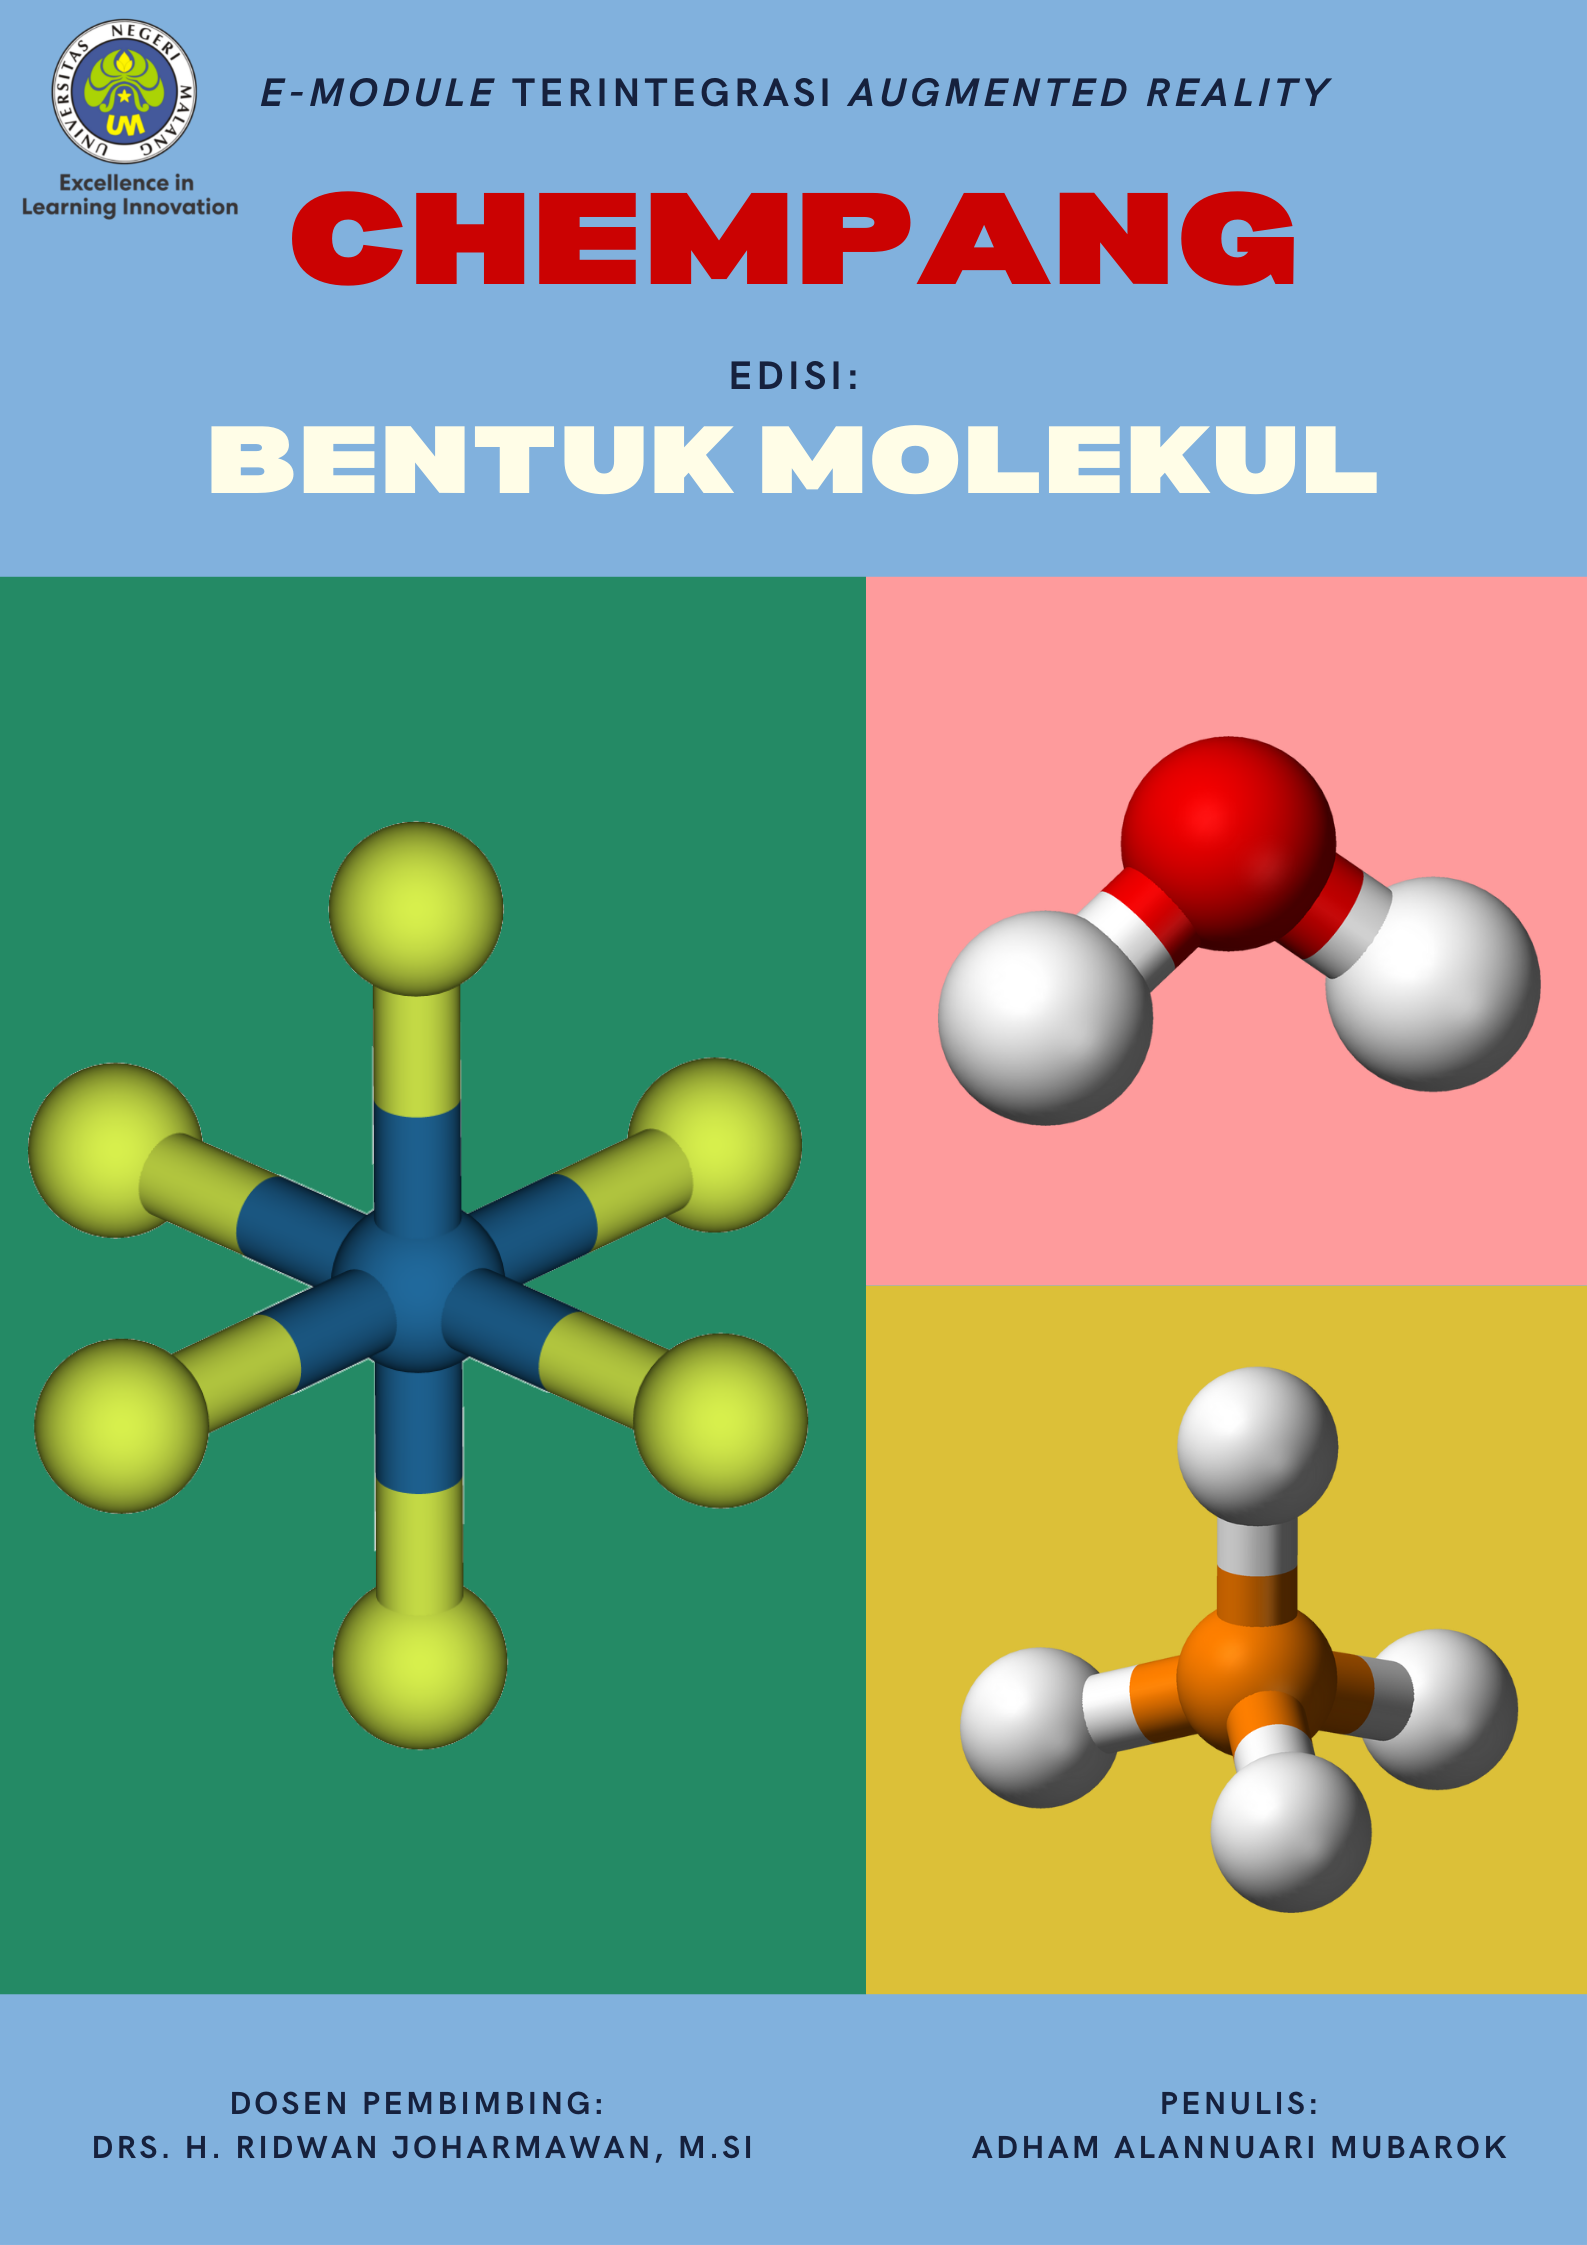 UNIVERSITAS NEGERI MALANG
UM
Excellence in
Learning Innovation
E-MODULE TERINTEGRASI AUGMENTED REALITY
CHEMPANG
EDISI:
BENTUK MOLEKUL
DOSEN PEMBIMBING:
DRS. H. RIDWAN JOHARMAWAN, M.SI
PENULIS:
ADHAM ALANNUARI MUBAROK